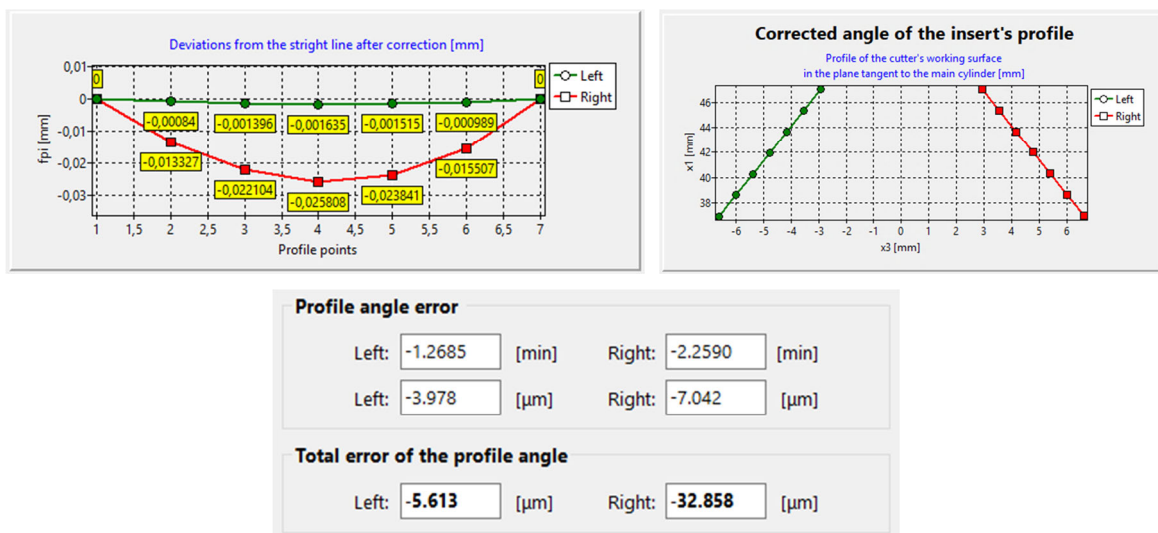 Deviations from the stright line after correction [mm]
0,01
0
-0,01
-0,02
-0,03
fpi [mm]
0
-0,00084
-0,001396
-0,001635
-0,001515
-0,000989
0
-0,013327
-0,022104
-0,025808
-0,023841
-0,015507
Left
Right
1 1,5 2 2,5 3 3,5 4 4,5 5 5,5 6 6,5 7
Profile points
Corrected angle of the insert's profile
Profile of the cutter's working surface
in the plane tangent to the main cylinder [mm]
46
44
42
40
38
x1 [mm]
Left
Right
-6 -5 -4 -3 -2 -1 0 1 2 3 4 5 6
x3 [mm]
Profile angle error
Left: -1.2685 [min] Right: -2.2590 [min]
Left: -3.978 [µm] Right: -7.042 [µm]
Total error of the profile angle
Left: -5.613 [µm] Right: -32.858 [µm]